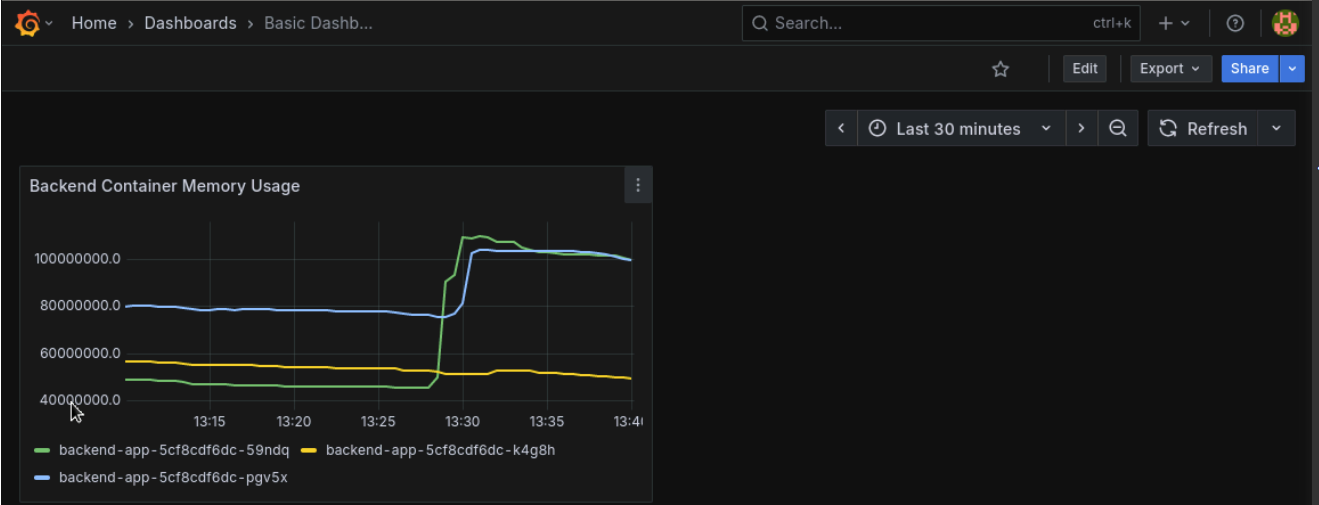 Home › Dashboards › Basic Dashb...
Search... ctrl+k
Edit Export Share
Last 30 minutes Refresh
Backend Container Memory Usage
100000000.0
80000000.0
60000000.0
40000000.0
13:15 13:20 13:25 13:30 13:35 13:40
backend-app-5cf8cdf6dc-59ndq backend-app-5cf8cdf6dc-k4g8h
backend-app-5cf8cdf6dc-pgv5x